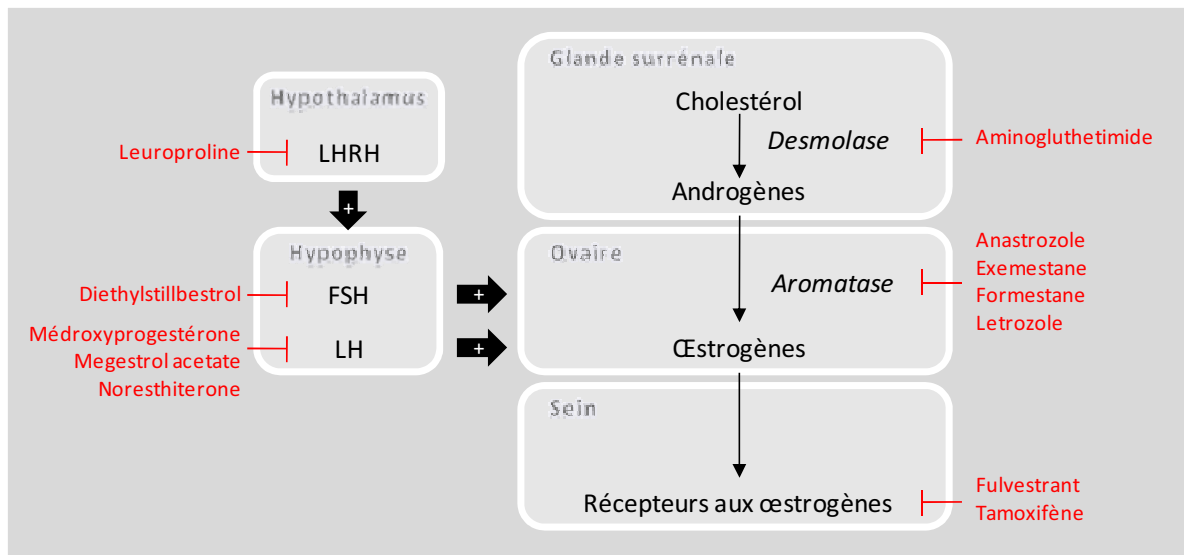 Hypothalamus
Leuroproline
LHRH
+
Hypophyse
Diethylstillbestrol
FSH
+
Médroxyprogestérone
Megestrol acetate
Noresthiterone
LH
+
Glande surrénale
Cholestérol
Desmolase
Aminogluthetimide
Androgènes
Ovaire
Aromatase
Anastrozole
Exemestane
Formestane
Letrozole
Œstrogènes
Sein
Récepteurs aux œstrogènes
Fulvestrant
Tamoxifène